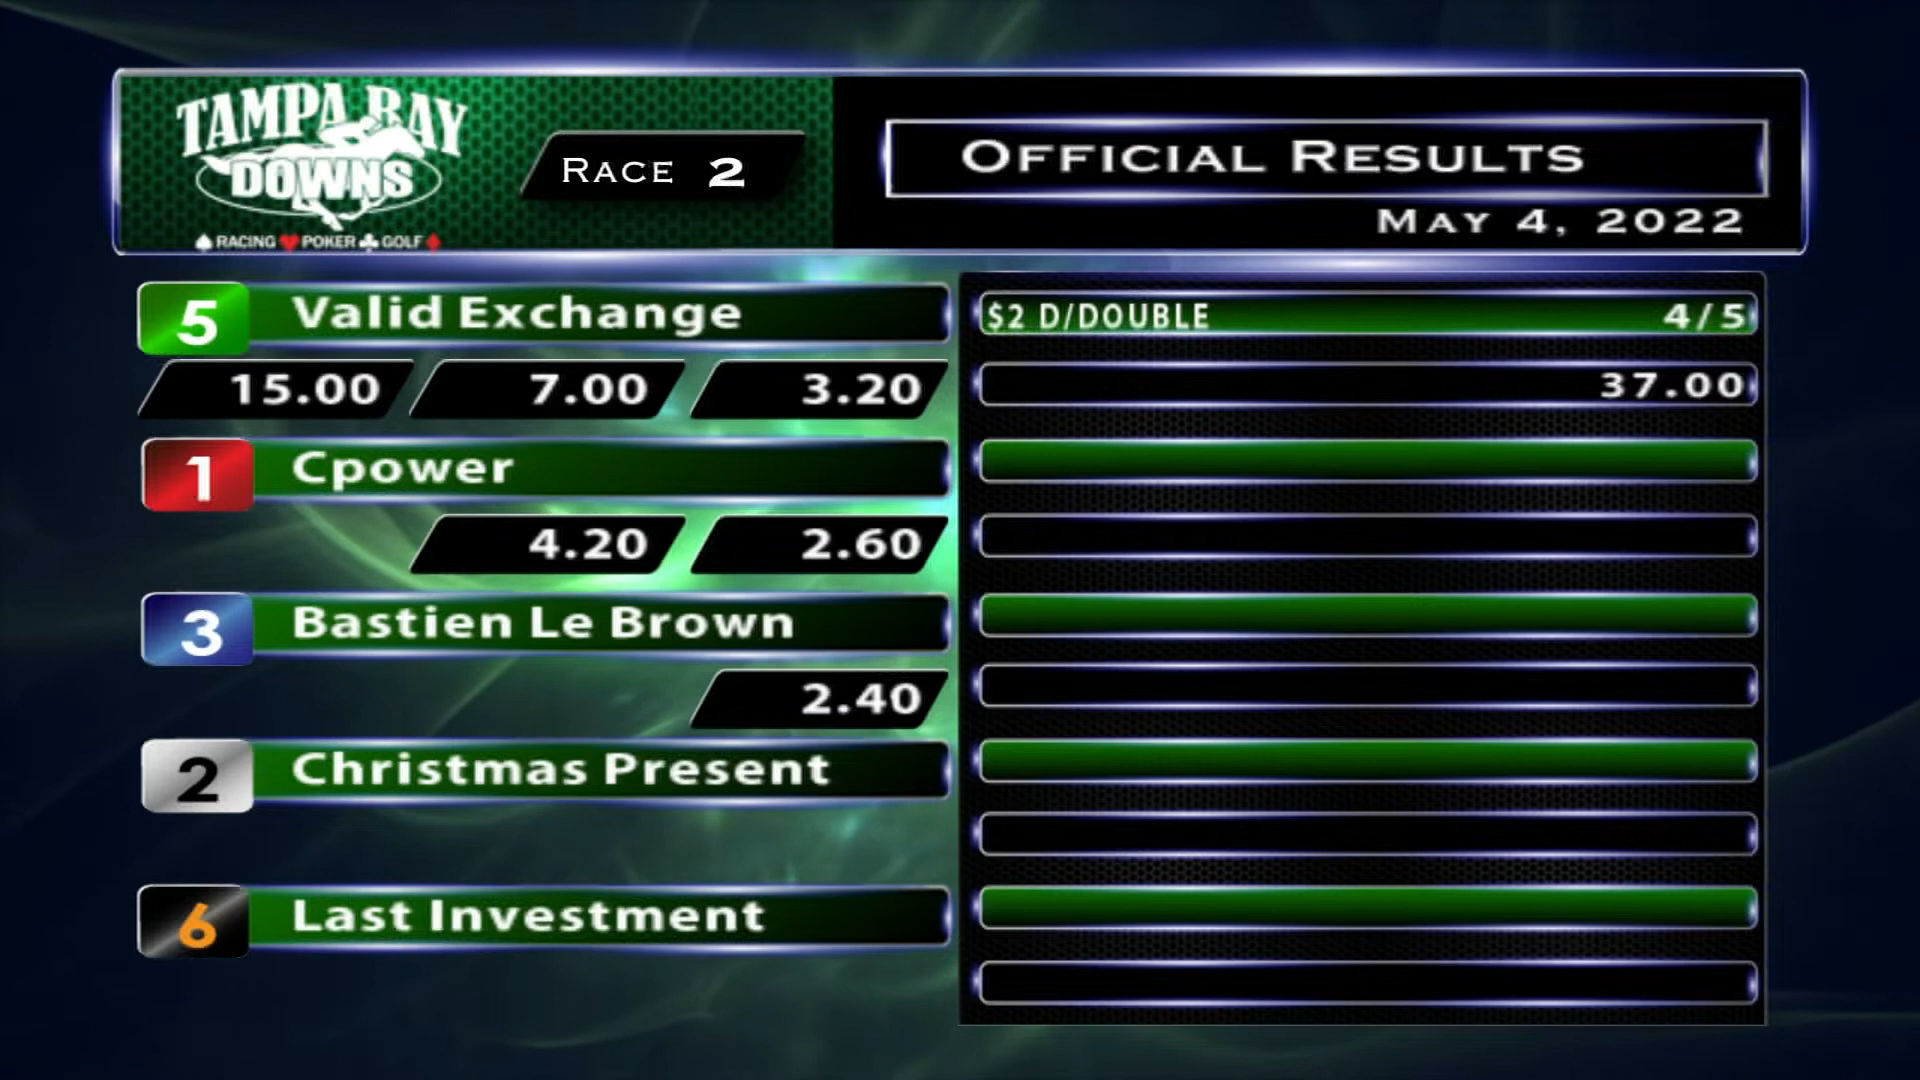 TAMPA BAY
DOWNS
RACING POKER GOLF
RACE 2
OFFICIAL RESULTS
MAY 4, 2022
5 Valid Exchange
15.00 7.00 3.20
1 Cpower
4.20 2.60
3 Bastien Le Brown
2.40
2 Christmas Present
6 Last Investment
$2 D/DOUBLE 4/5
37.00